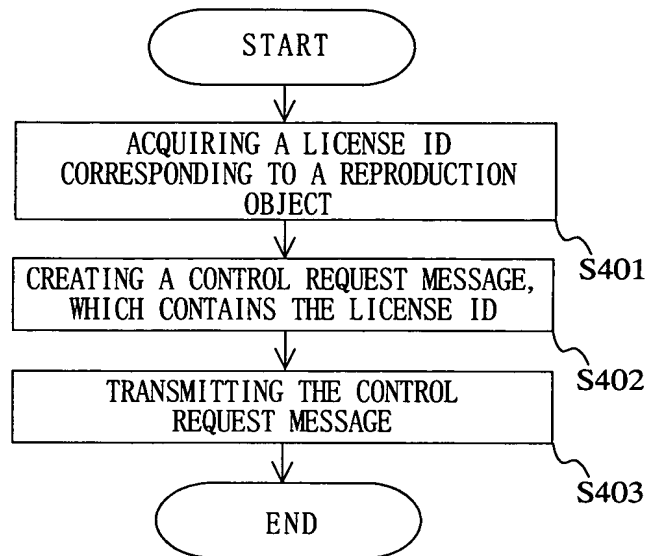 START
ACQUIRING A LICENSE ID
CORRESPONDING TO A REPRODUCTION
OBJECT
S401
CREATING A CONTROL REQUEST MESSAGE,
WHICH CONTAINS THE LICENSE ID
S402
TRANSMITTING THE CONTROL
REQUEST MESSAGE
S403
END